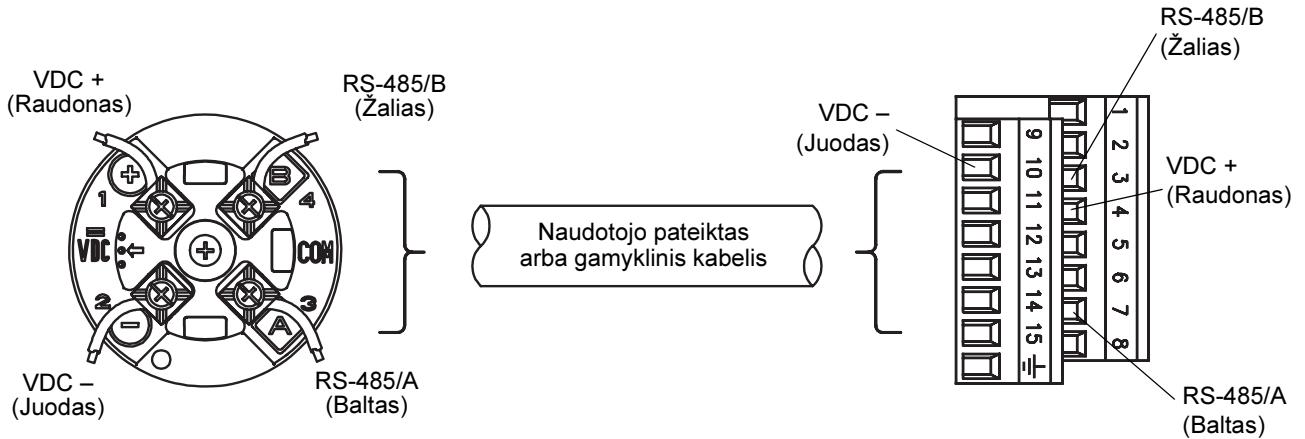 VDC +
(Raudonas)
RS-485/B
(Žalias)
+
B
1
4
VDC
COM
2
3
–
A
VDC –
(Juodas)
RS-485/A
(Baltas)
Naudotojo pateiktas
arba gamyklinis kabelis
RS-485/B
(Žalias)
VDC –
(Juodas)
VDC +
(Raudonas)
RS-485/A
(Baltas)
9
10
11
12
13
14
15
1
2
3
4
5
6
7
8